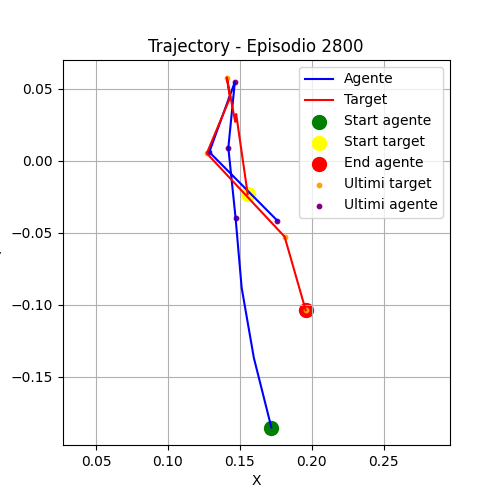 Trajectory - Episodio 2800
Agente
Target
Start agente
Start target
End agente
Ultimi target
Ultimi agente
0.05
0.00
−0.05
−0.10
−0.15
0.05
0.10
0.15
0.20
0.25
X